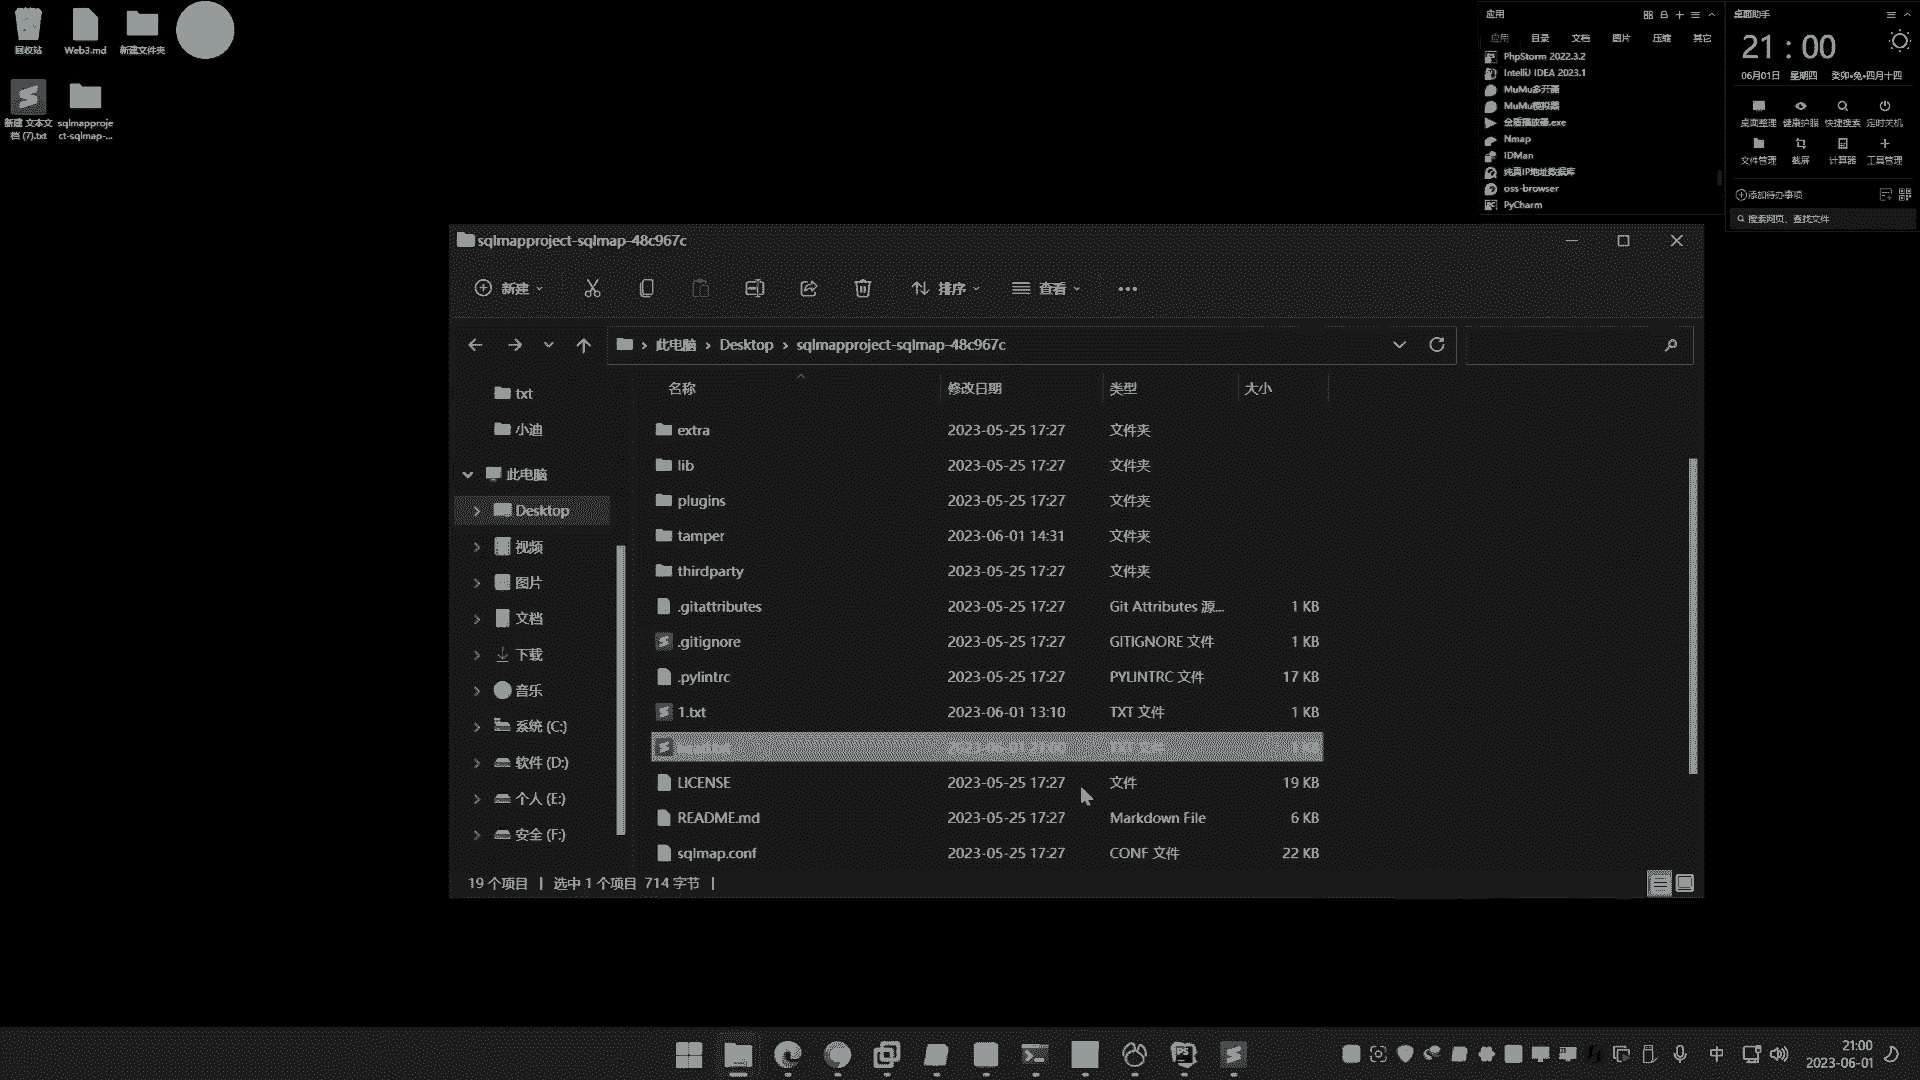 回收站
Web3.md
新建文件夹
新建 文本文
档 (7).txt
sqlmapproje
ct-sqlmap-...
应用
应用 目录 文档 图片 压缩 其它
PhpStorm 2022.3.2
IntelliJ IDEA 2023.1
MuMu多开器
MuMu模拟器
全盾播放器.exe
Nmap
IDMan
纯真IP地址数据库
oss-browser
PyCharm
桌面助手
21 : 00
06月01日 星期四 癸卯•兔•四月十四
桌面整理 健康护眼 快捷搜索 定时关机
文件管理 截屏 计算器 工具管理
添加待办事项
搜索网页、查找文件
sqlmapproject-sqlmap-48c967c
新建 排序 查看
此电脑 Desktop sqlmapproject-sqlmap-48c967c
txt
小迪
此电脑
Desktop
视频
图片
文档
下载
音乐
系统 (C:)
软件 (D:)
个人 (E:)
安全 (F:)
名称 修改日期 类型 大小
extra 2023-05-25 17:27 文件夹
lib 2023-05-25 17:27 文件夹
plugins 2023-05-25 17:27 文件夹
tamper 2023-06-01 14:31 文件夹
thirdparty 2023-05-25 17:27 文件夹
.gitattributes 2023-05-25 17:27 Git Attributes 源... 1 KB
.gitignore 2023-05-25 17:27 GITIGNORE 文件 1 KB
.pylintrc 2023-05-25 17:27 PYLINTRC 文件 17 KB
1.txt 2023-06-01 13:10 TXT 文件 1 KB
2023-06-01 21:00 TXT 文件 1 KB
LICENSE 2023-05-25 17:27 文件 19 KB
README.md 2023-05-25 17:27 Markdown File 6 KB
sqlmap.conf 2023-05-25 17:27 CONF 文件 22 KB
19 个项目 | 选中 1 个项目 714 字节 |
中
21:00
2023-06-01